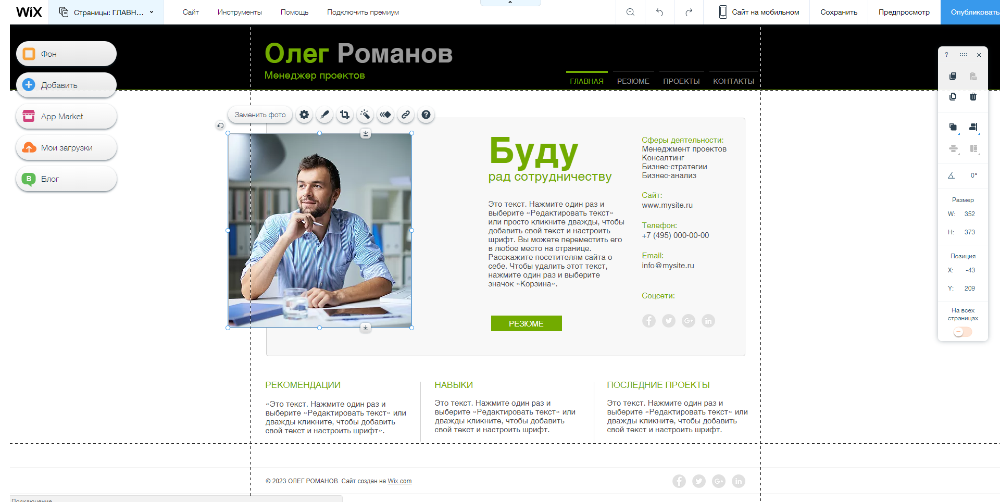 WiX
Страницы: ГЛАВН...
Сайт
Инструменты
Помощь
Подключить премиум
Сайт на мобильном
Сохранить
Предпросмотр
Опубликовать
Фон
Добавить
App Market
Мои загрузки
Блог
Олег Романов
Менеджер проектов
ГЛАВНАЯ
РЕЗЮМЕ
ПРОЕКТЫ
КОНТАКТЫ
Заменить фото
Буду
рад сотрудничеству
Это текст. Нажмите один раз и
выберите «Редактировать текст»
или просто кликните дважды, чтобы
добавить свой текст и настроить
шрифт. Вы можете переместить его
в любое место на странице.
Расскажите посетителям сайта о
себе. Чтобы удалить этот текст,
нажмите один раз и выберите
значок «Корзина».
РЕЗЮМЕ
Сферы деятельности:
Менеджмент проектов
Консалтинг
Бизнес-стратегии
Бизнес-анализ
Сайт:
www.mysite.ru
Телефон:
+7 (495) 000-00-00
Email:
info@mysite.ru
Соцсети:
?
0°
Размер
W: 352
H: 373
Позиция
X: -43
Y: 209
На всех
страницах
РЕКОМЕНДАЦИИ
«Это текст. Нажмите один раз и
выберите «Редактировать текст» или
дважды кликните, чтобы добавить
свой текст и настроить шрифт».
НАВЫКИ
Это текст. Нажмите один раз и
выберите «Редактировать текст» или
дважды кликните, чтобы добавить
свой текст и настроить шрифт.
ПОСЛЕДНИЕ ПРОЕКТЫ
Это текст. Нажмите один раз и
выберите «Редактировать текст» или
дважды кликните, чтобы добавить
свой текст и настроить шрифт.
© 2023 ОЛЕГ РОМАНОВ. Сайт создан на Wix.com
Подключение